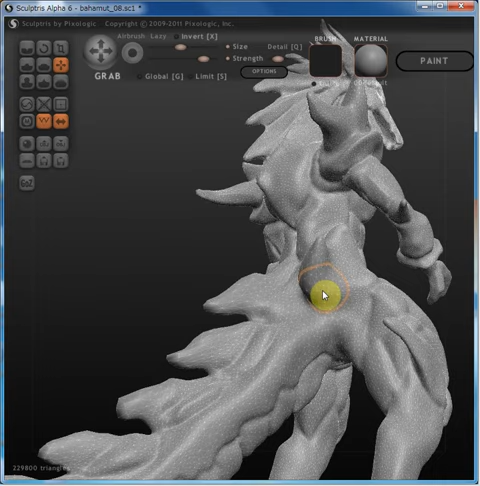 Sculptris Alpha 6 - bahamut_08.sc1 *
Sculptris by Pixologic Copyright © 2009-2011 Pixologic, Inc.
Airbrush Lazy Invert [X]
Size Detail [Q]
Strength
GRAB Global [G] Limit [S] OPTIONS
BRUSH MATERIAL
PAINT
229800 triangles